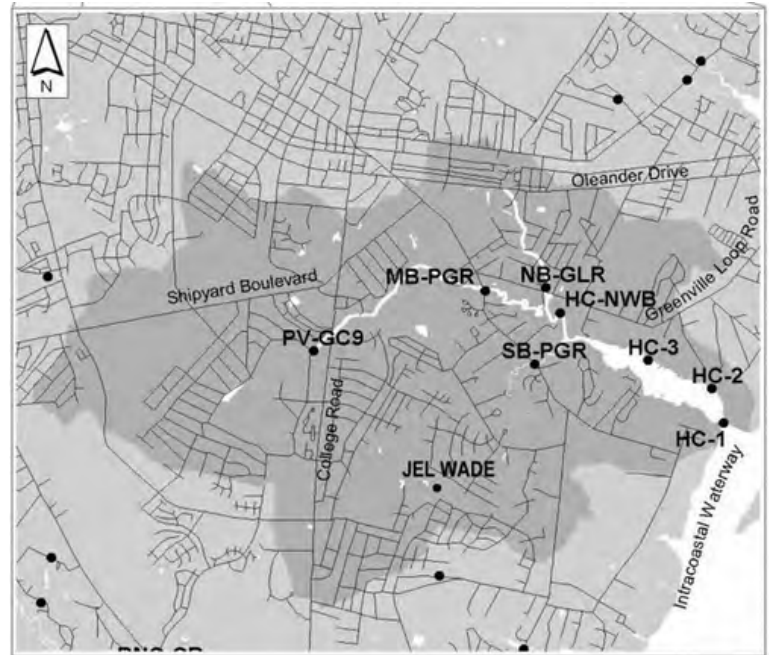 N
Oleander Drive
Greenville Loop Road
Shipyard Boulevard
MB-PGR
NB-GLR
HC-NWB
PV-GC9
SB-PGR
HC-3
HC-2
HC-1
College Road
JEL WADE
Intracoastal Waterway